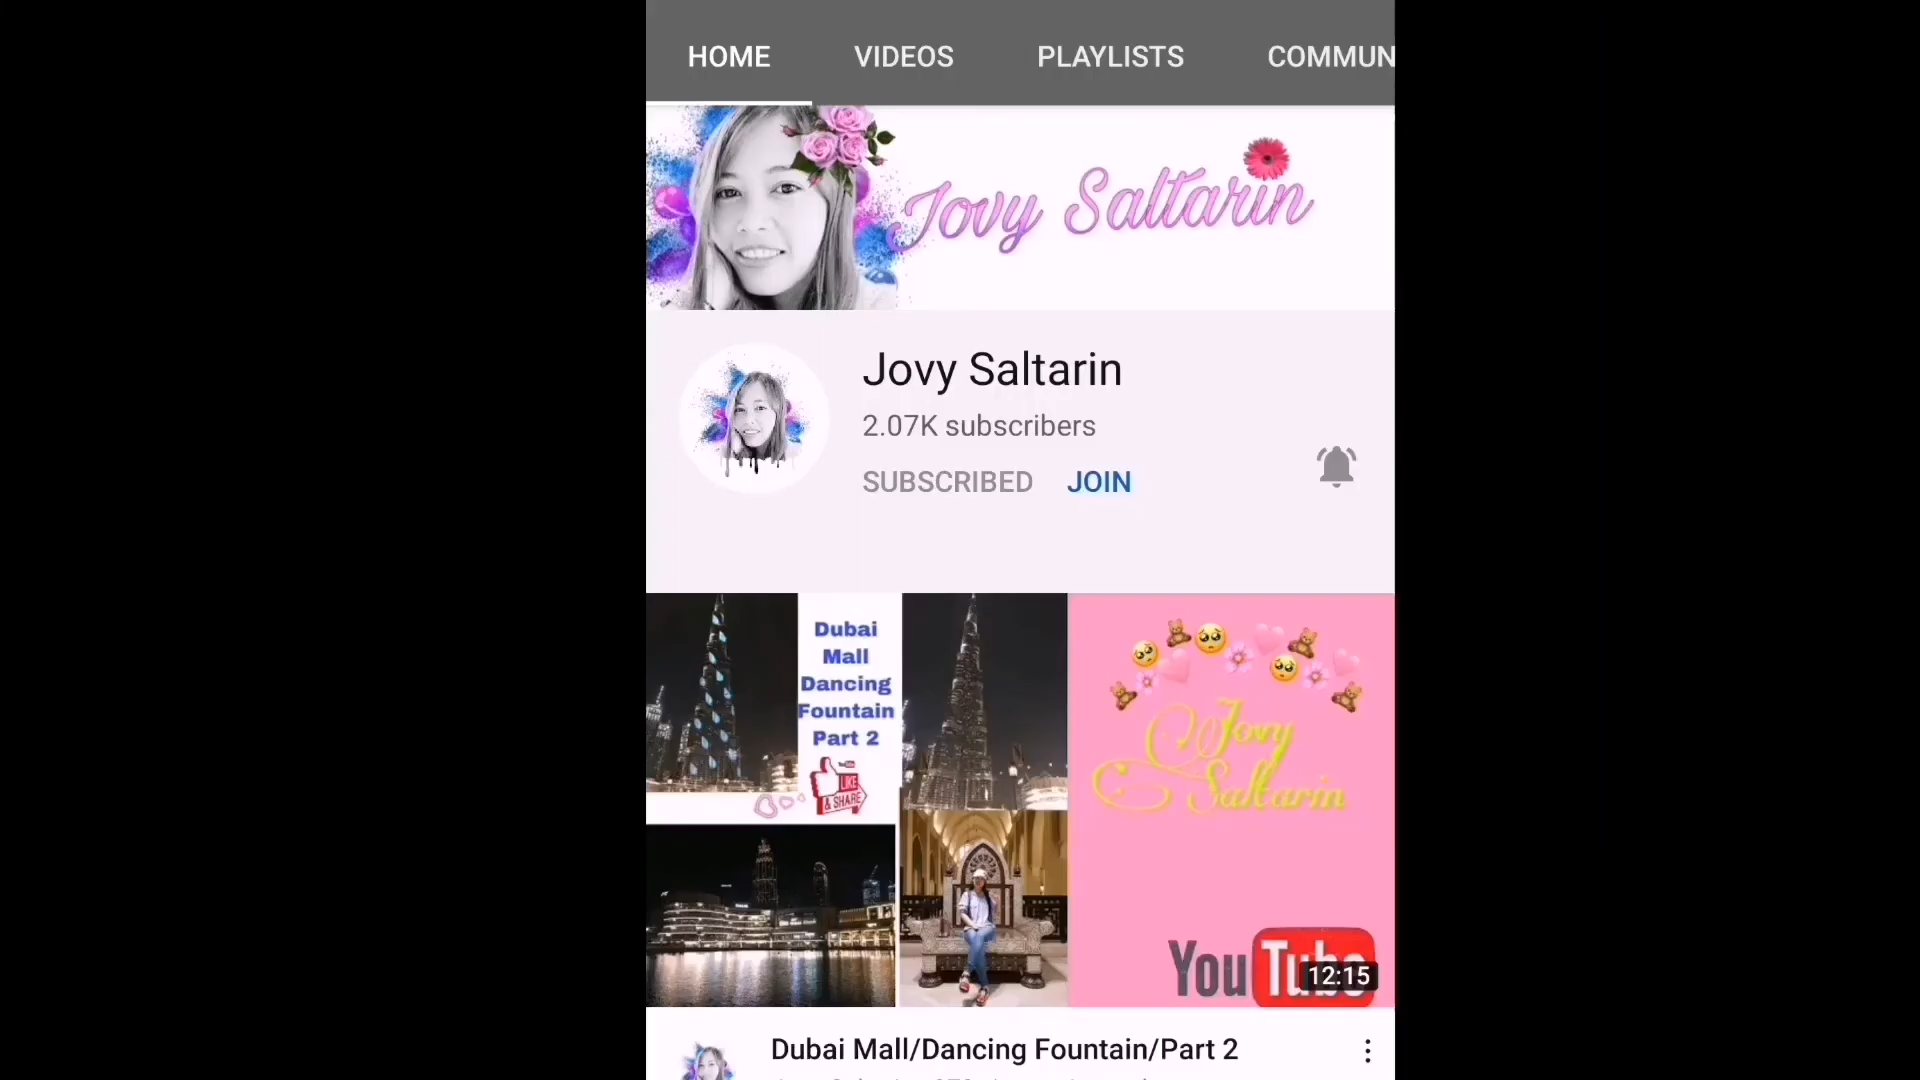 HOME VIDEOS PLAYLISTS COMMUN
Jovy Saltarin
Jovy Saltarin
2.07K subscribers
SUBSCRIBED JOIN
Dubai
Mall
Dancing
Fountain
Part 2
LIKE
& SHARE
Jovy
Saltarin
YouTube
12:15
Dubai Mall/Dancing Fountain/Part 2